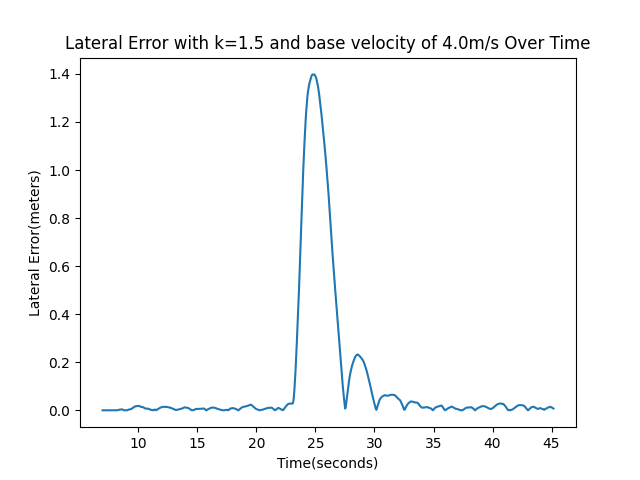 Lateral Error with k=1.5 and base velocity of 4.0m/s Over Time
1.4
1.2
1.0
0.8
0.6
0.4
0.2
0.0
Lateral Error(meters)
10 15 20 25 30 35 40 45
Time(seconds)